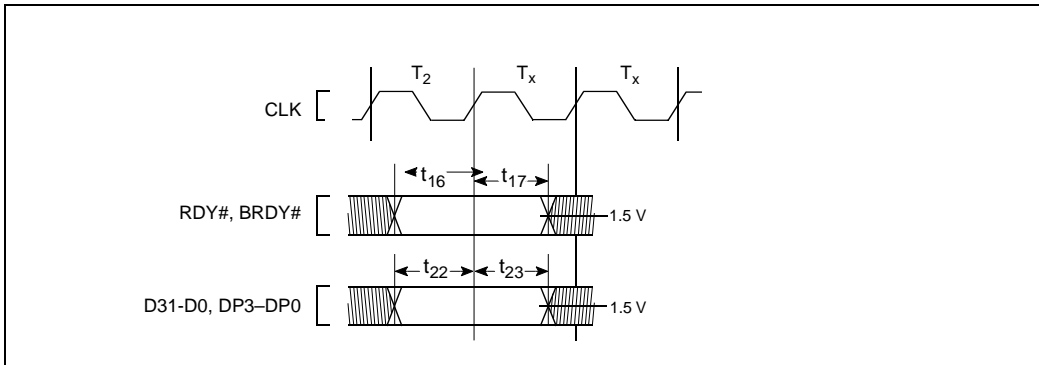 T2 Tx Tx
CLK
t16 t17
RDY#, BRDY#
1.5 V
t22 t23
D31-D0, DP3–DP0
1.5 V